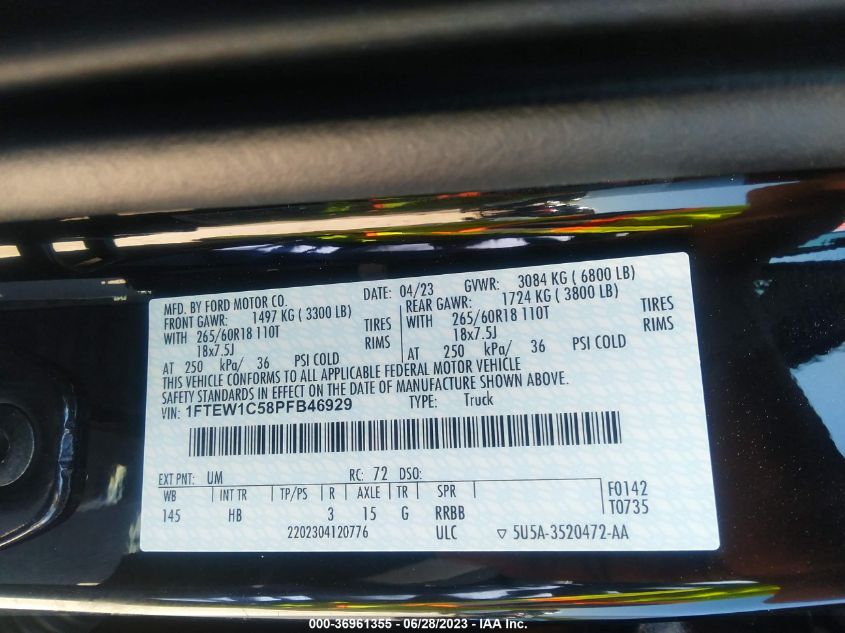 MFD. BY FORD MOTOR CO.
DATE: 04/23
GVWR: 3084 KG ( 6800 LB)
FRONT GAWR: 1497 KG ( 3300 LB)
REAR GAWR: 1724 KG ( 3800 LB)
WITH 265/60R18 110T TIRES
WITH 265/60R18 110T TIRES
18x7.5J RIMS
18x7.5J RIMS
AT 250 kPa/ 36 PSI COLD
AT 250 kPa/ 36 PSI COLD
THIS VEHICLE CONFORMS TO ALL APPLICABLE FEDERAL MOTOR VEHICLE
SAFETY STANDARDS IN EFFECT ON THE DATE OF MANUFACTURE SHOWN ABOVE.
VIN: 1FTEW1C58PFB46929 TYPE: Truck
EXT PNT: UM RC: 72 DSO:
WB INT TR TP/PS R AXLE TR SPR F0142
145 HB 3 15 G RRBB T0735
2202304120776 ULC ▽ 5U5A-3520472-AA
000-36961355 - 06/28/2023 - IAA Inc.